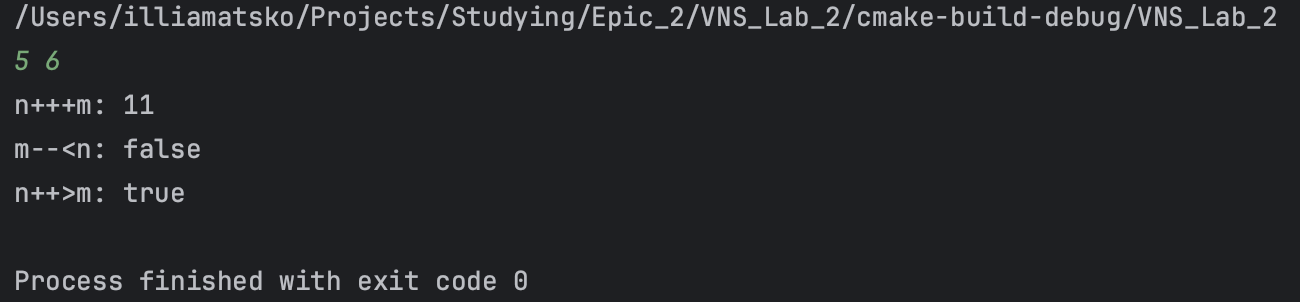 /Users/illiamatsko/Projects/Studying/Epic_2/VNS_Lab_2/cmake-build-debug/VNS_Lab_2
5 6
n+++m: 11
m--<n: false
n++>m: true
Process finished with exit code 0